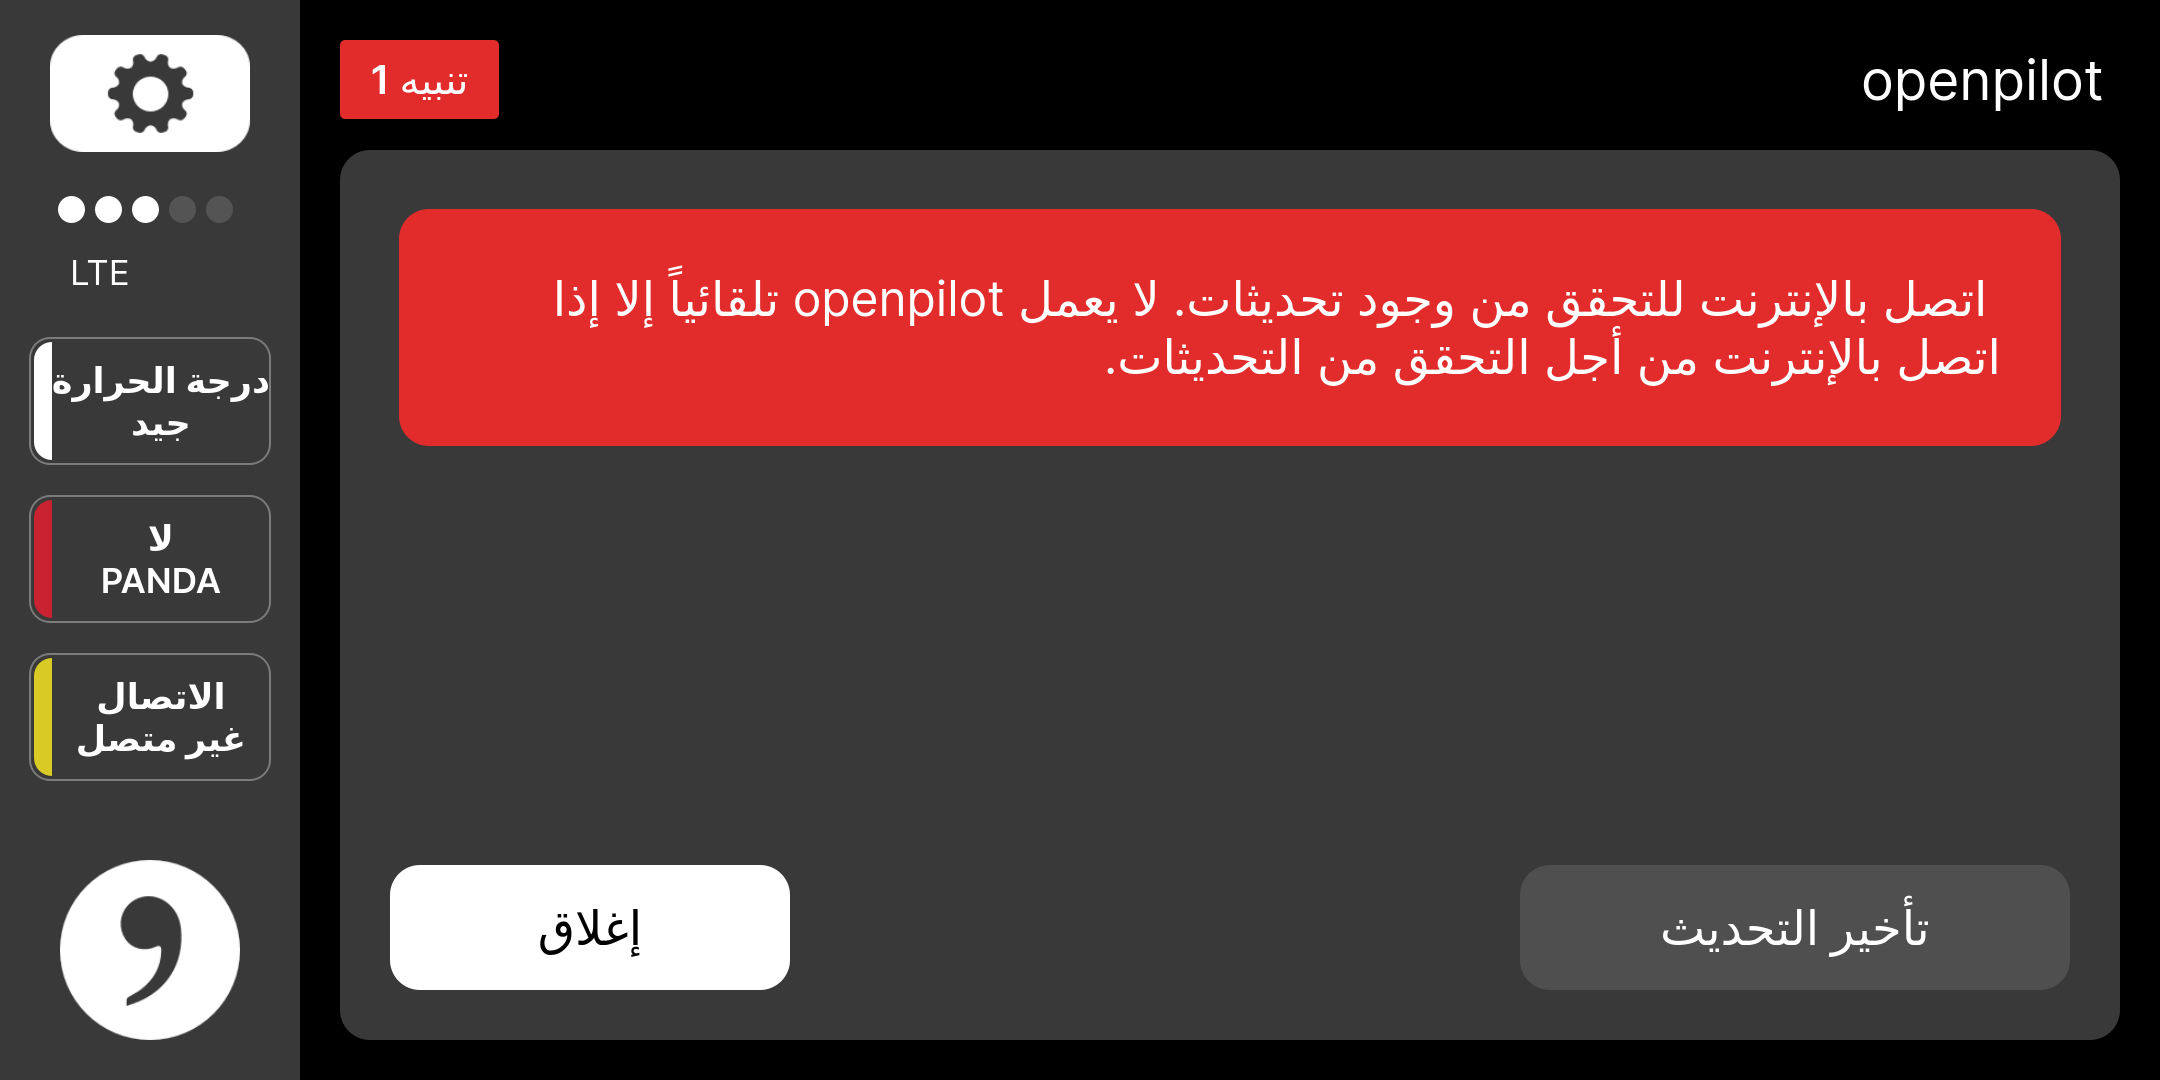 LTE
درجة الحرارة
جيد
لا
PANDA
الاتصال
غير متصل
تنبيه 1
openpilot
اتصل بالإنترنت للتحقق من وجود تحديثات. لا يعمل openpilot تلقائياً إلا إذا
اتصل بالإنترنت من أجل التحقق من التحديثات.
إغلاق
تأخير التحديث